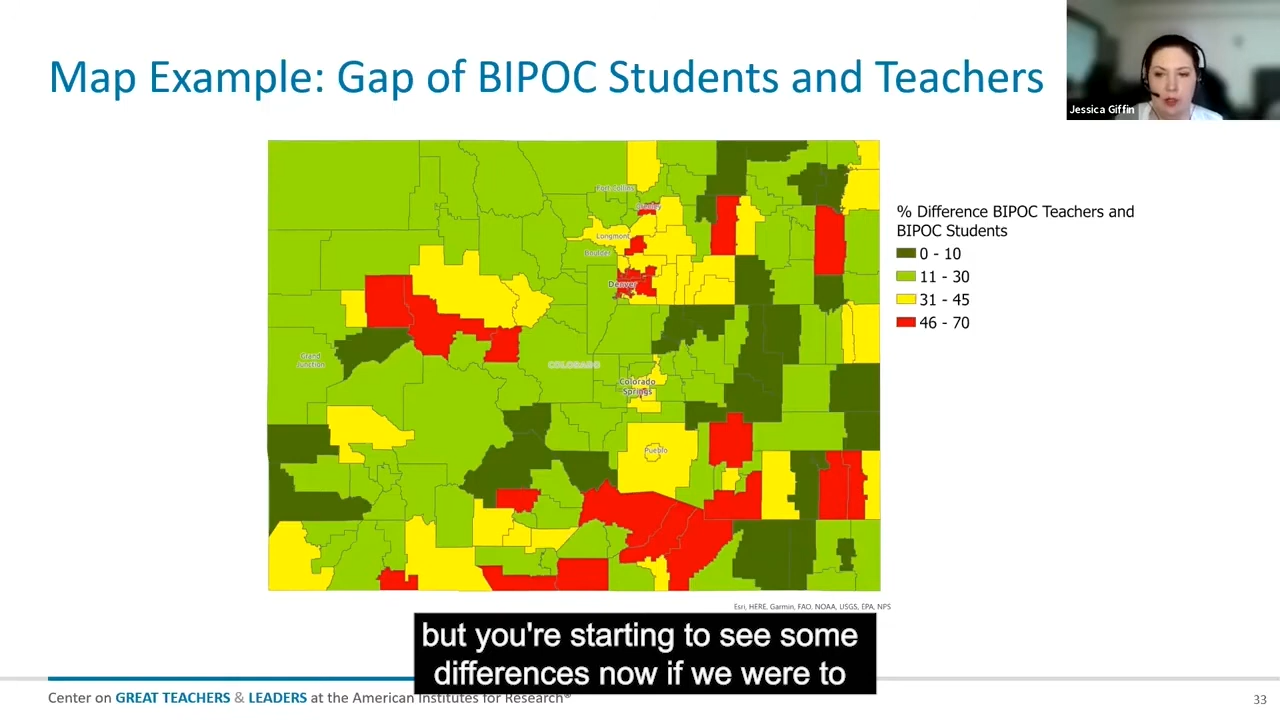 Map Example: Gap of BIPOC Students and Teachers
Jessica Giffin
Fort Collins
Greeley
Longmont
Boulder
Denver
Grand
Junction
COLORADO
Colorado
Springs
Pueblo
% Difference BIPOC Teachers and
BIPOC Students
0 - 10
11 - 30
31 - 45
46 - 70
Esri, HERE, Garmin, FAO, NOAA, USGS, EPA, NPS
but you're starting to see some
differences now if we were to
Center on GREAT TEACHERS & LEADERS at the American Institutes for Research®
33